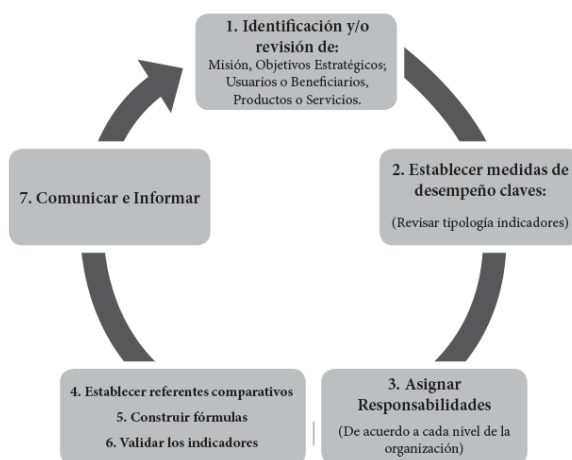 1. Identificación y/o
revisión de:
Misión, Objetivos Estratégicos;
Usuarios o Beneficiarios,
Productos o Servicios.
2. Establecer medidas de
desempeño claves:
(Revisar tipología indicadores)
3. Asignar
Responsabilidades
(De acuerdo a cada nivel de la
organización)
4. Establecer referentes comparativos
5. Construir fórmulas
6. Validar los indicadores
7. Comunicar e Informar